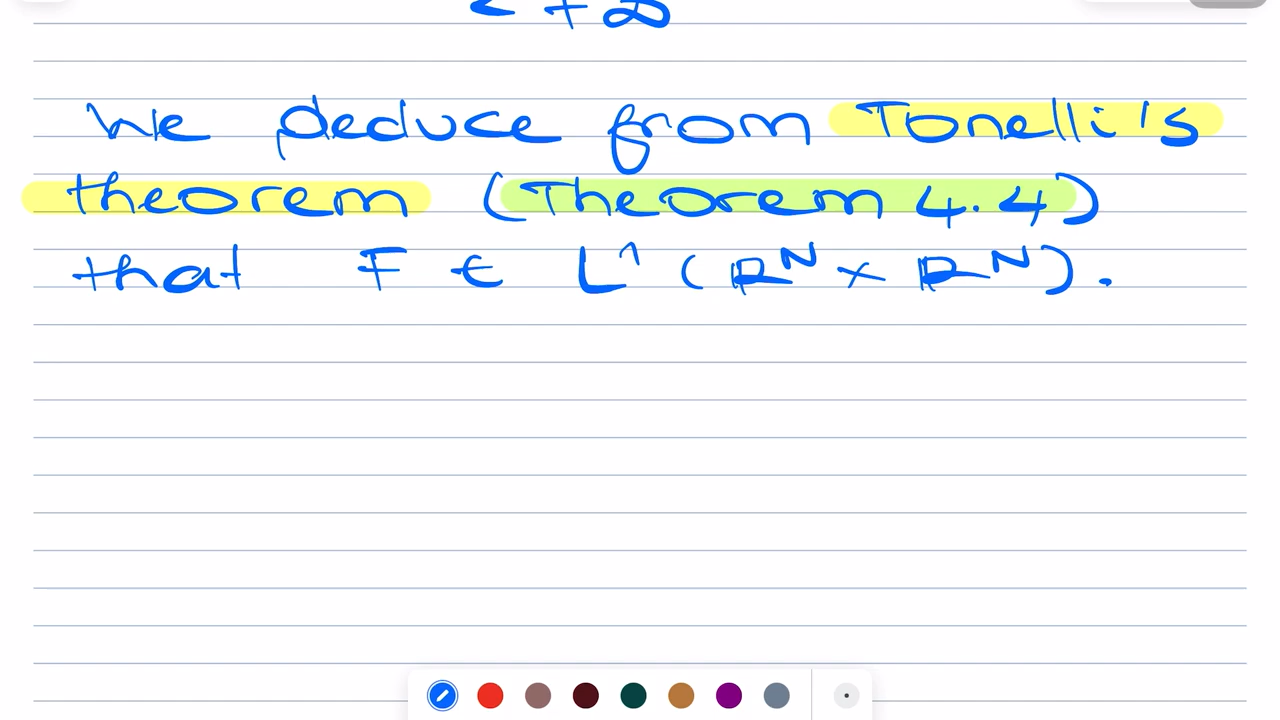 < +∞
We deduce from Tonelli's
theorem (Theorem 4.4)
that F ∈ L¹ (ℝᴺ × ℝᴺ).